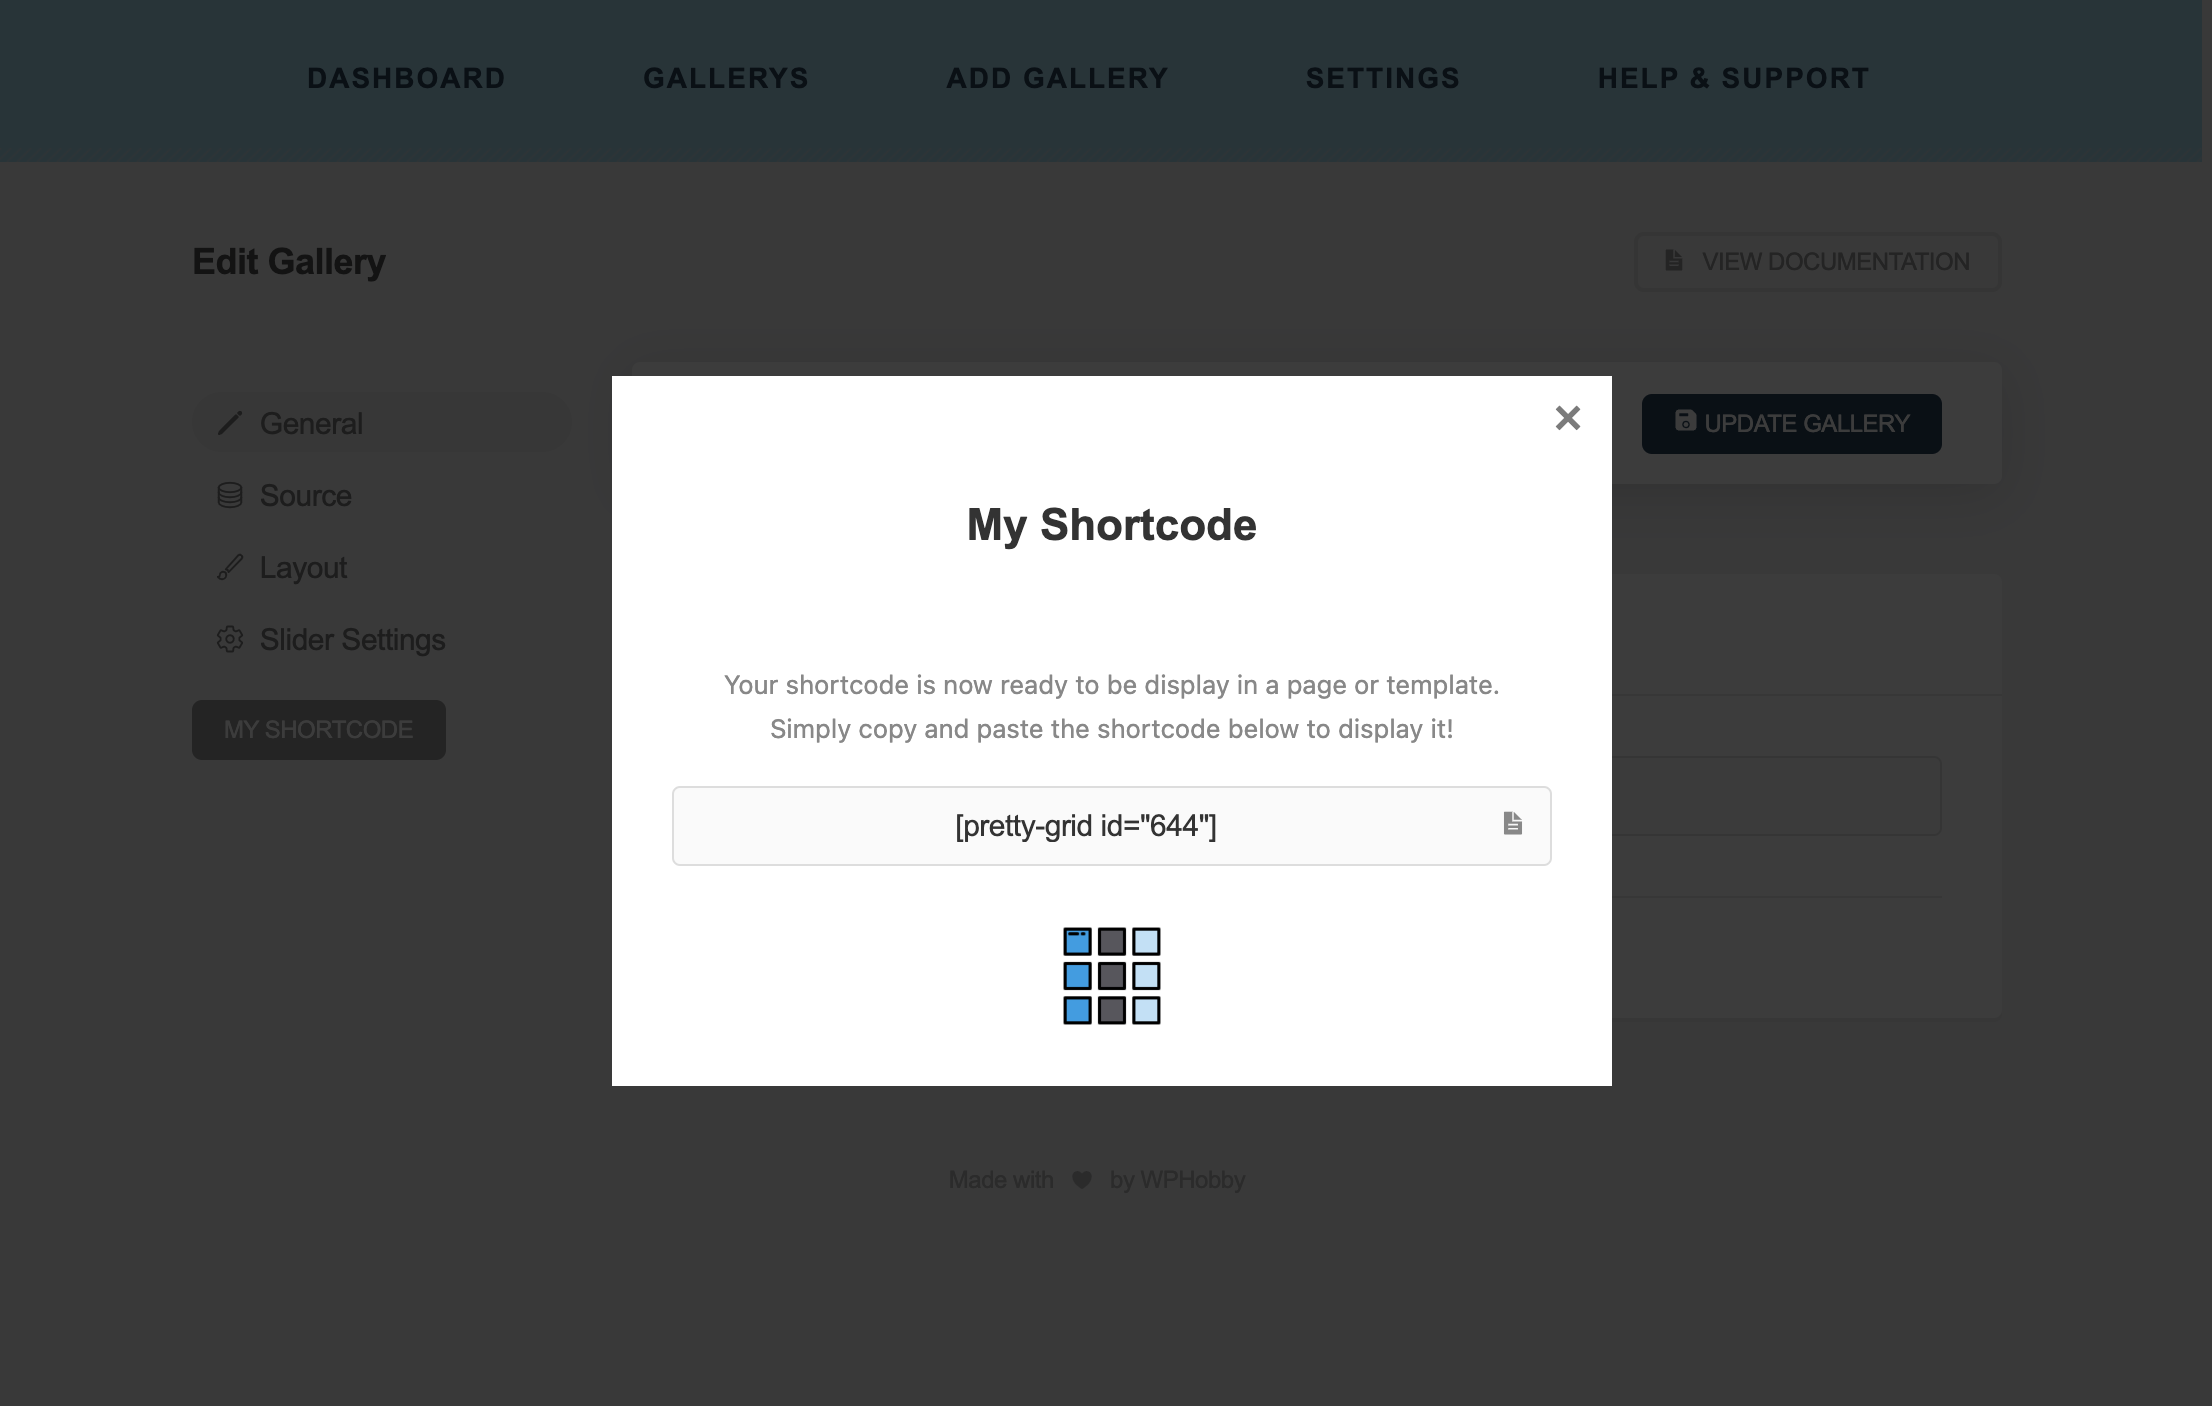 DASHBOARD GALLERYS ADD GALLERY SETTINGS HELP & SUPPORT
Edit Gallery
VIEW DOCUMENTATION
General
UPDATE GALLERY
Source
Layout
Slider Settings
MY SHORTCODE
My Shortcode
Your shortcode is now ready to be display in a page or template.
Simply copy and paste the shortcode below to display it!
[pretty-grid id="644"]
Made with by WPHobby